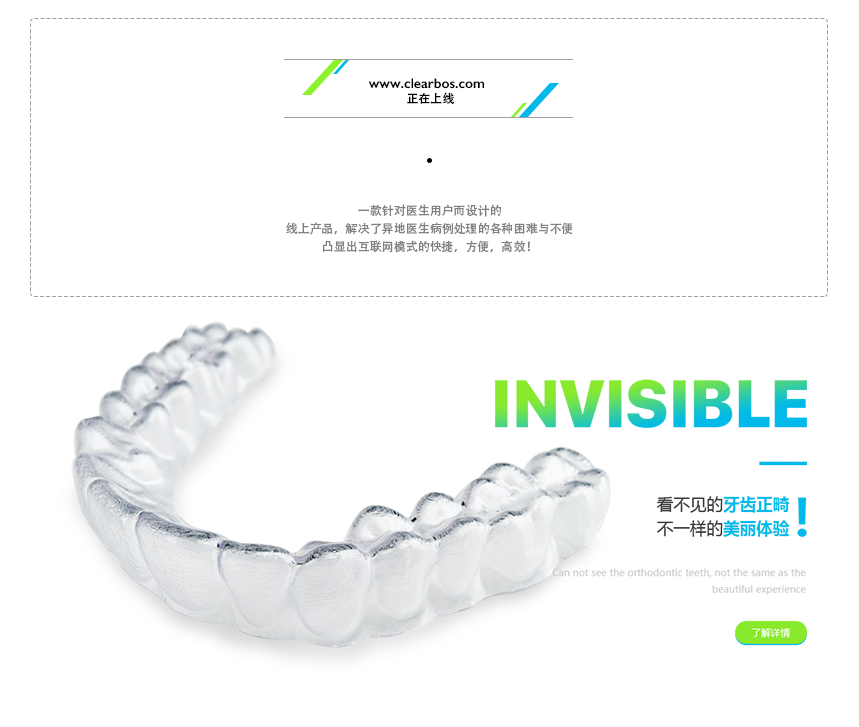 www.clearbos.com
正在上线
一款针对医生用户而设计的
线上产品，解决了异地医生病例处理的各种困难与不便
凸显出互联网模式的快捷，方便，高效！
INVISIBLE
看不见的牙齿正畸
不一样的美丽体验！
Can not see the orthodontic teeth, not the same as the
beautiful experience
了解详情